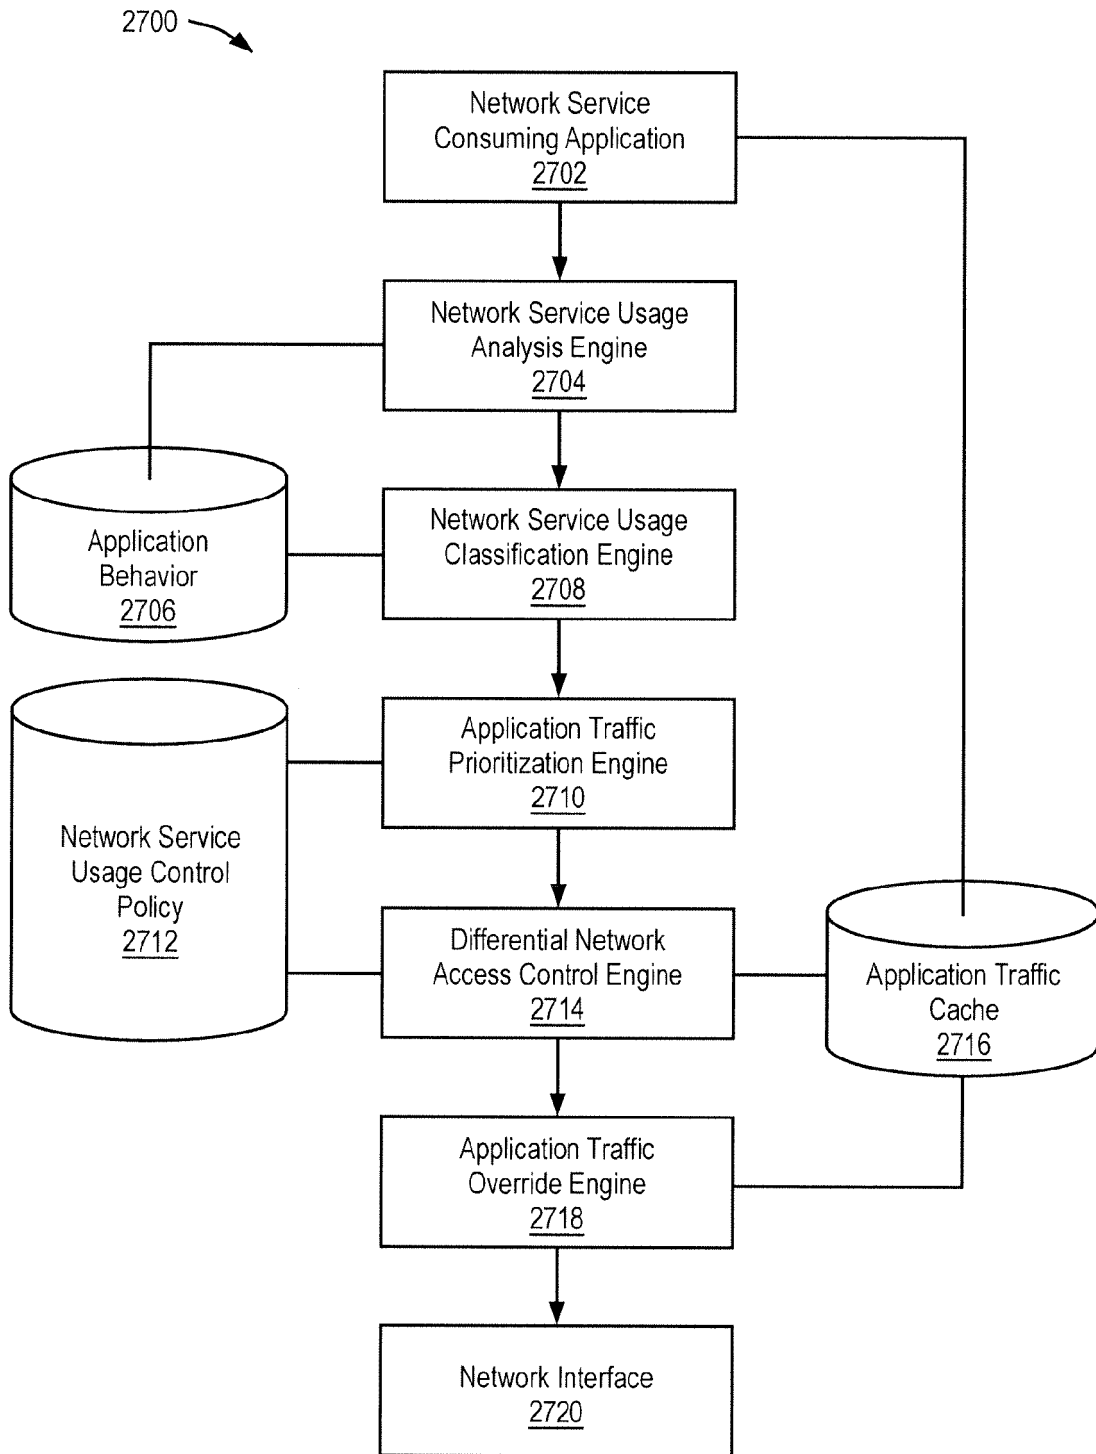 2700
Network Service
Consuming Application
2702
Network Service Usage
Analysis Engine
2704
Application
Behavior
2706
Network Service Usage
Classification Engine
2708
Application Traffic
Prioritization Engine
2710
Network Service
Usage Control
Policy
2712
Differential Network
Access Control Engine
2714
Application Traffic
Cache
2716
Application Traffic
Override Engine
2718
Network Interface
2720